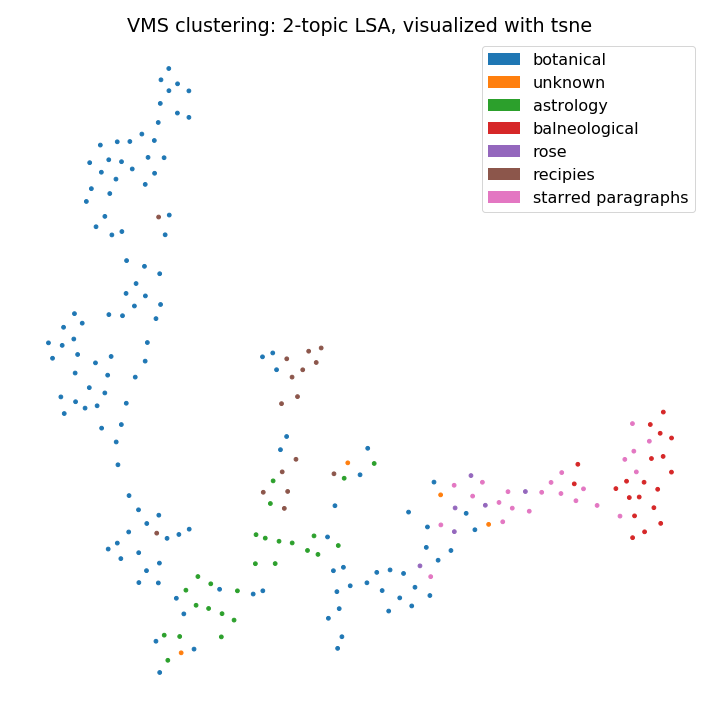 VMS clustering: 2-topic LSA, visualized with tsne
botanical
unknown
astrology
balneological
rose
recipies
starred paragraphs